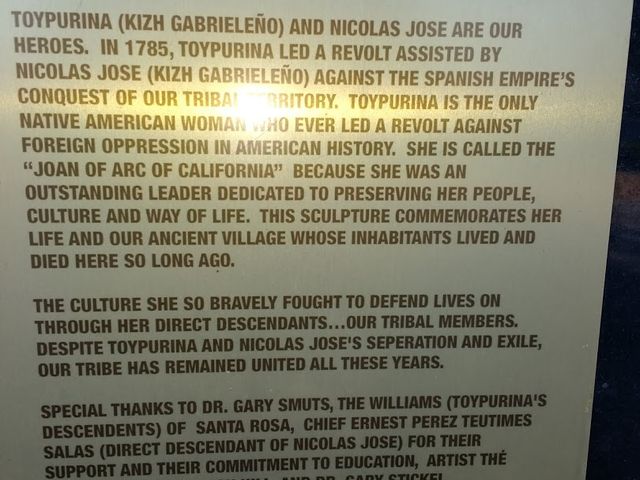 TOYPURINA (KIZH GABRIELEÑO) AND NICOLAS JOSE ARE OUR
HEROES. IN 1785, TOYPURINA LED A REVOLT ASSISTED BY
NICOLAS JOSE (KIZH GABRIELEÑO) AGAINST THE SPANISH EMPIRE'S
CONQUEST OF OUR TRIBAL TERRITORY. TOYPURINA IS THE ONLY
NATIVE AMERICAN WOMAN WHO EVER LED A REVOLT AGAINST
FOREIGN OPPRESSION IN AMERICAN HISTORY. SHE IS CALLED THE
“JOAN OF ARC OF CALIFORNIA” BECAUSE SHE WAS AN
OUTSTANDING LEADER DEDICATED TO PRESERVING HER PEOPLE,
CULTURE AND WAY OF LIFE. THIS SCULPTURE COMMEMORATES HER
LIFE AND OUR ANCIENT VILLAGE WHOSE INHABITANTS LIVED AND
DIED HERE SO LONG AGO.
THE CULTURE SHE SO BRAVELY FOUGHT TO DEFEND LIVES ON
THROUGH HER DIRECT DESCENDANTS...OUR TRIBAL MEMBERS.
DESPITE TOYPURINA AND NICOLAS JOSE'S SEPERATION AND EXILE,
OUR TRIBE HAS REMAINED UNITED ALL THESE YEARS.
SPECIAL THANKS TO DR. GARY SMUTS, THE WILLIAMS (TOYPURINA'S
DESCENDENTS) OF SANTA ROSA, CHIEF ERNEST PEREZ TEUTIMES
SALAS (DIRECT DESCENDANT OF NICOLAS JOSE) FOR THEIR
SUPPORT AND THEIR COMMITMENT TO EDUCATION, ARTIST THÉ
AND DR. GARY STICKEL